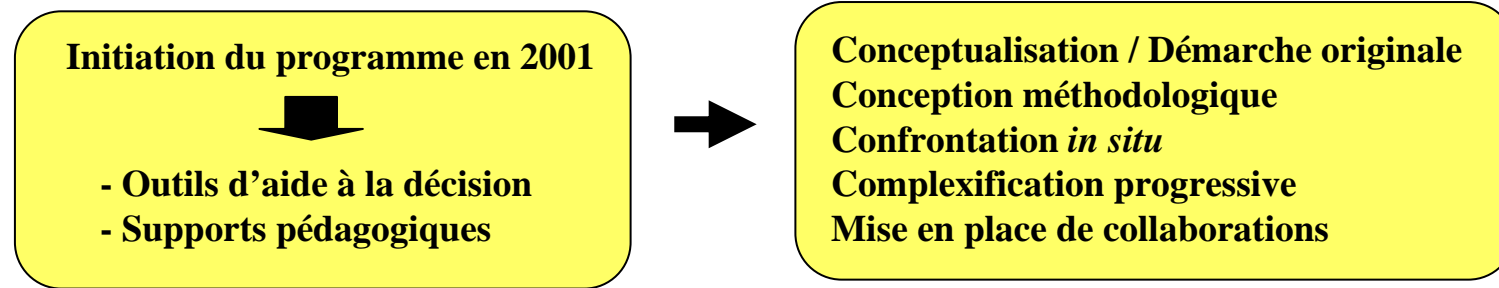 Initiation du programme en 2001
- Outils d'aide à la décision
- Supports pédagogiques
Conceptualisation / Démarche originale
Conception méthodologique
Confrontation in situ
Complexification progressive
Mise en place de collaborations